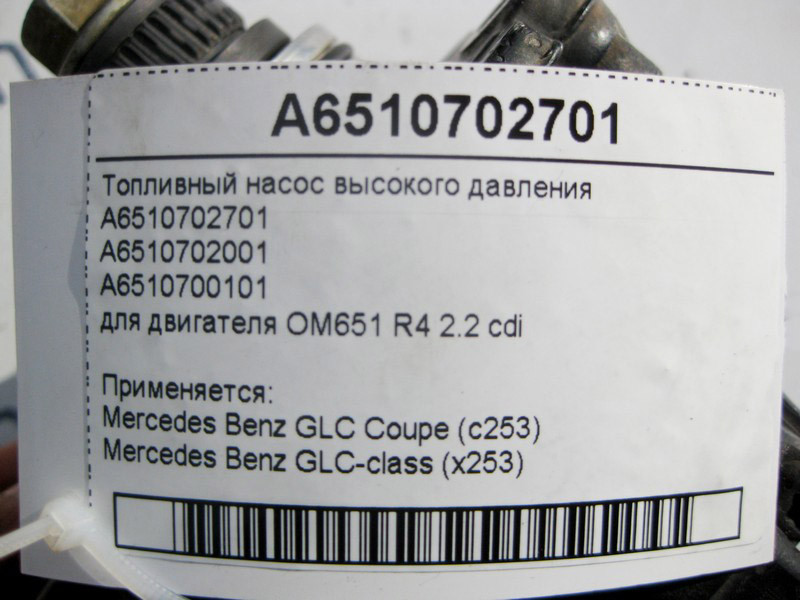 A6510702701
Топливный насос высокого давления
A6510702701
A6510702001
A6510700101
для двигателя OM651 R4 2.2 cdi
Применяется:
Mercedes Benz GLC Coupe (c253)
Mercedes Benz GLC-class (x253)